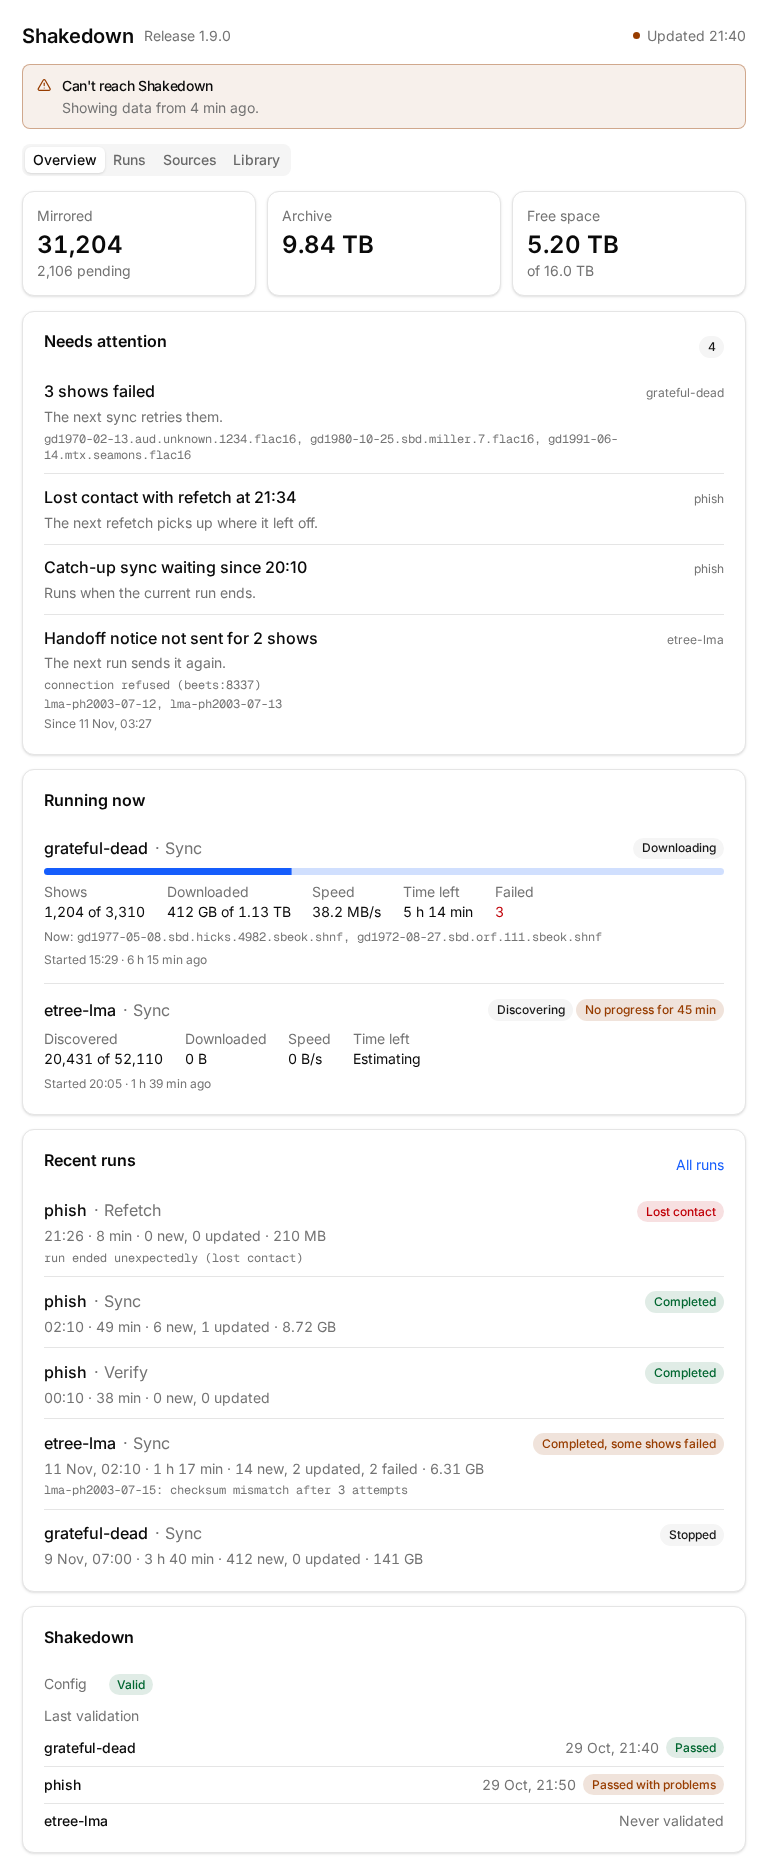 Shakedown Release 1.9.0 Updated 21:40
Can't reach Shakedown
Showing data from 4 min ago.
Overview Runs Sources Library
Mirrored
31,204
2,106 pending
Archive
9.84 TB
Free space
5.20 TB
of 16.0 TB
Needs attention 4
3 shows failed grateful-dead
The next sync retries them.
gd1970-02-13.aud.unknown.1234.flac16, gd1980-10-25.sbd.miller.7.flac16, gd1991-06-
14.mtx.seamons.flac16
Lost contact with refetch at 21:34 phish
The next refetch picks up where it left off.
Catch-up sync waiting since 20:10 phish
Runs when the current run ends.
Handoff notice not sent for 2 shows etree-lma
The next run sends it again.
connection refused (beets:8337)
lma-ph2003-07-12, lma-ph2003-07-13
Since 11 Nov, 03:27
Running now
grateful-dead · Sync Downloading
Shows Downloaded Speed Time left Failed
1,204 of 3,310 412 GB of 1.13 TB 38.2 MB/s 5 h 14 min 3
Now: gd1977-05-08.sbd.hicks.4982.sbeok.shnf, gd1972-08-27.sbd.orf.111.sbeok.shnf
Started 15:29 · 6 h 15 min ago
etree-lma · Sync Discovering No progress for 45 min
Discovered Downloaded Speed Time left
20,431 of 52,110 0 B 0 B/s Estimating
Started 20:05 · 1 h 39 min ago
Recent runs All runs
phish · Refetch Lost contact
21:26 · 8 min · 0 new, 0 updated · 210 MB
run ended unexpectedly (lost contact)
phish · Sync Completed
02:10 · 49 min · 6 new, 1 updated · 8.72 GB
phish · Verify Completed
00:10 · 38 min · 0 new, 0 updated
etree-lma · Sync Completed, some shows failed
11 Nov, 02:10 · 1 h 17 min · 14 new, 2 updated, 2 failed · 6.31 GB
lma-ph2003-07-15: checksum mismatch after 3 attempts
grateful-dead · Sync Stopped
9 Nov, 07:00 · 3 h 40 min · 412 new, 0 updated · 141 GB
Shakedown
Config Valid
Last validation
grateful-dead 29 Oct, 21:40 Passed
phish 29 Oct, 21:50 Passed with problems
etree-lma Never validated